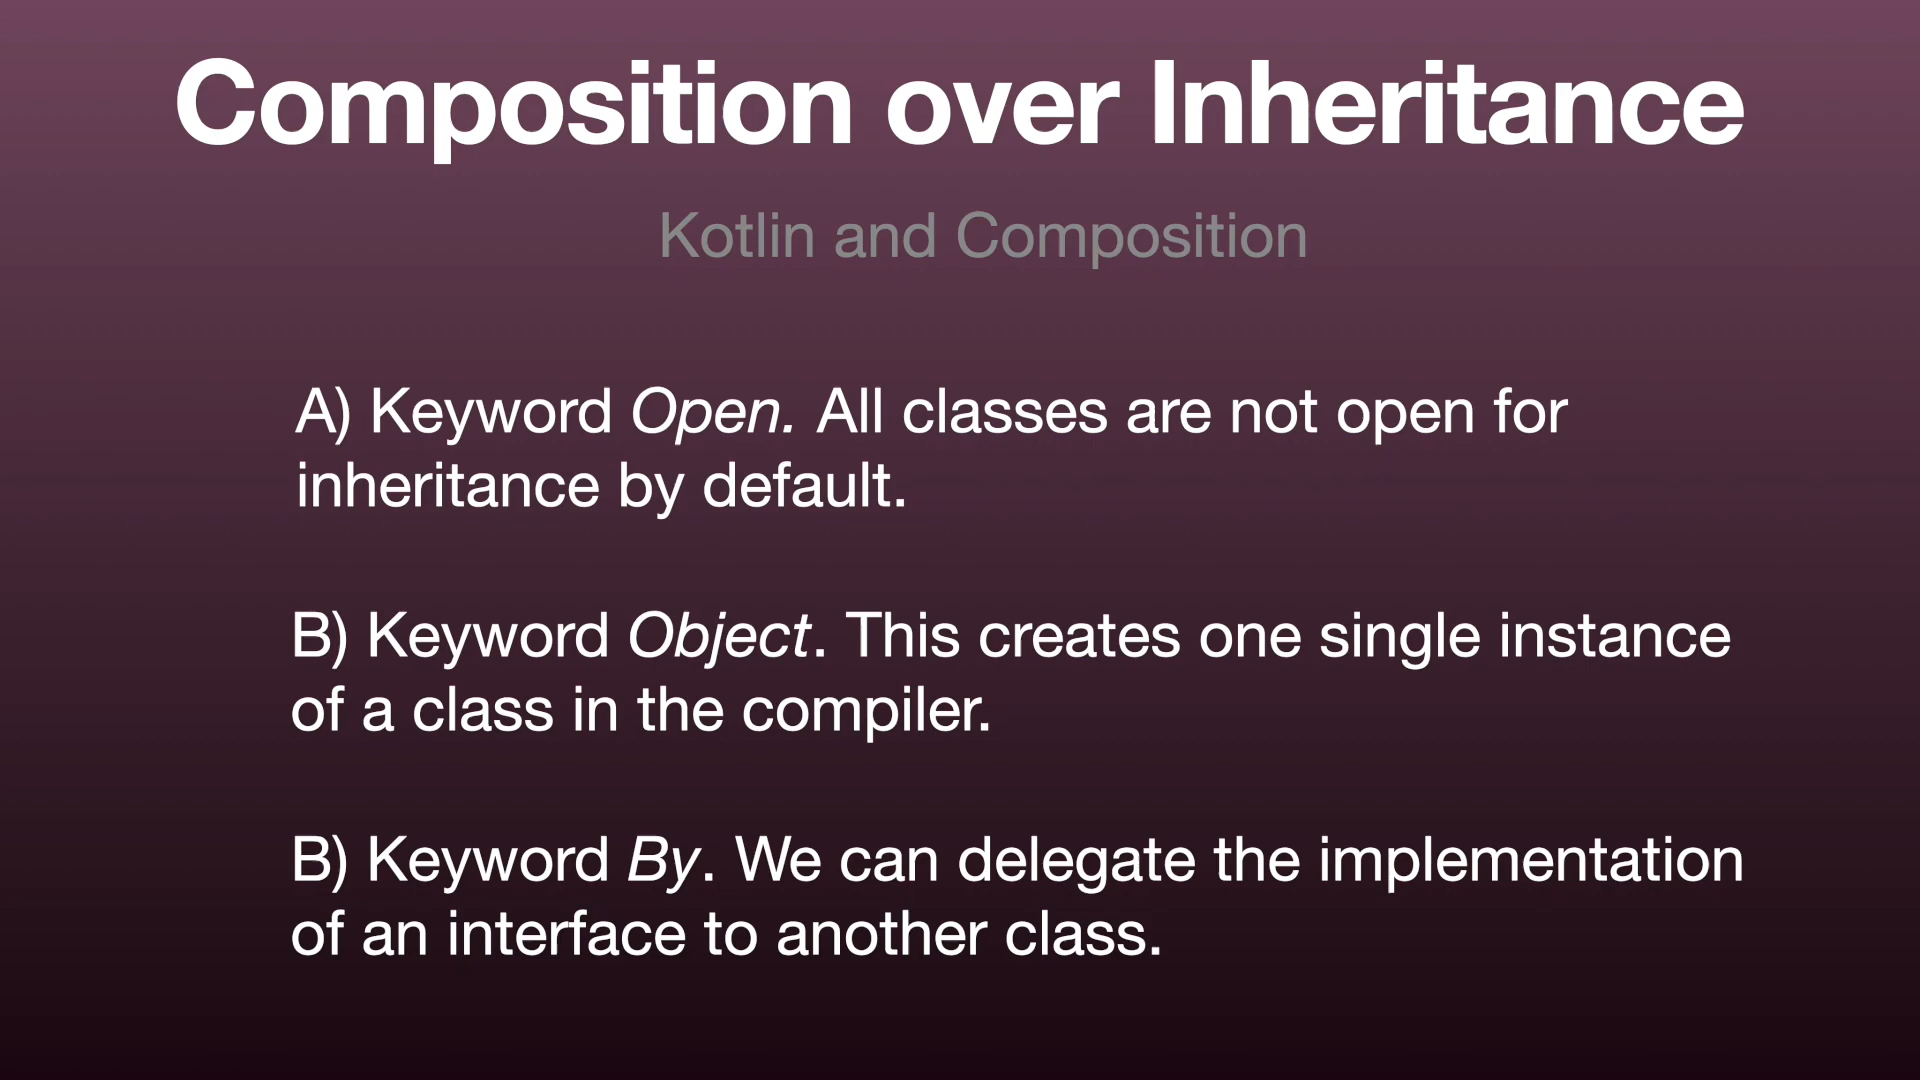 Composition over Inheritance
Kotlin and Composition
A) Keyword Open. All classes are not open for
inheritance by default.
B) Keyword Object. This creates one single instance
of a class in the compiler.
B) Keyword By. We can delegate the implementation
of an interface to another class.